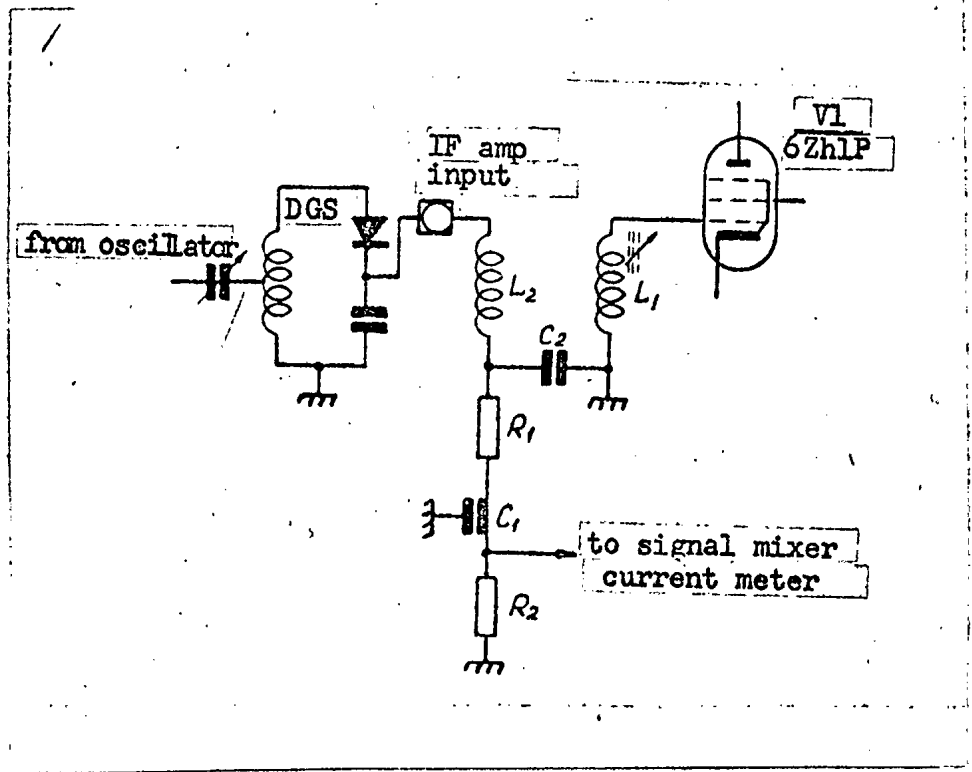 V1
6Zh1P
IF amp
input
DGS
from oscillator
L2
L1
C2
R1
C1
to signal mixer
current meter
R2